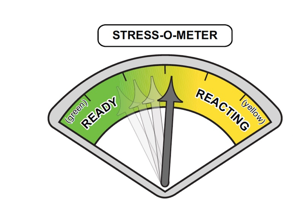 STRESS-O-METER
(green)
READY
REACTING
(yellow)